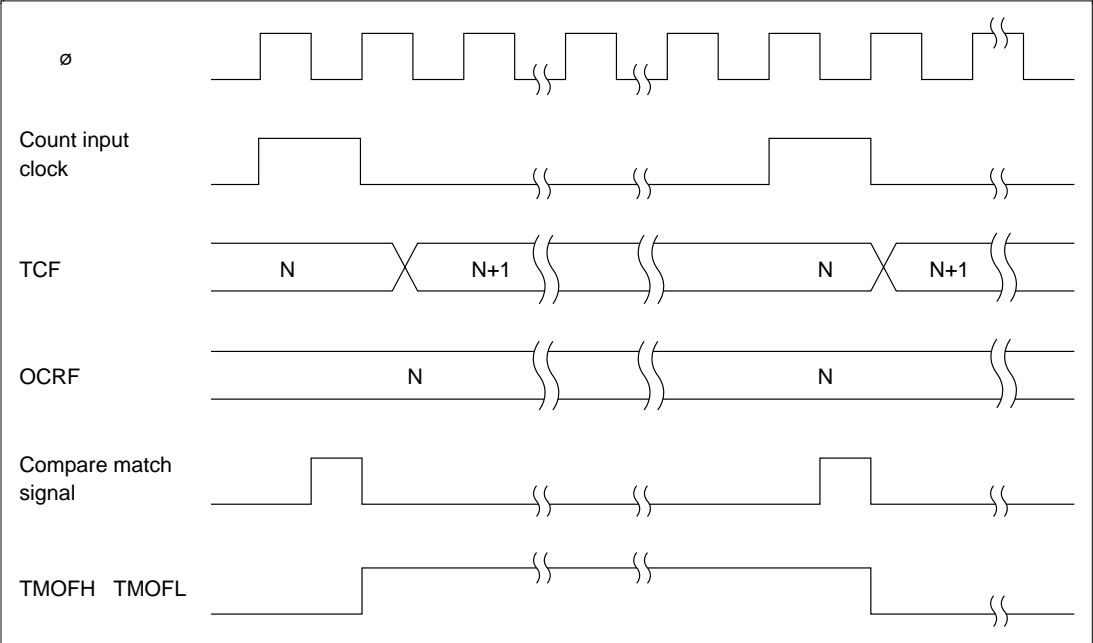 ø
Count input
clock
TCF N N+1 N N+1
OCRF N N
Compare match
signal
TMOFH TMOFL